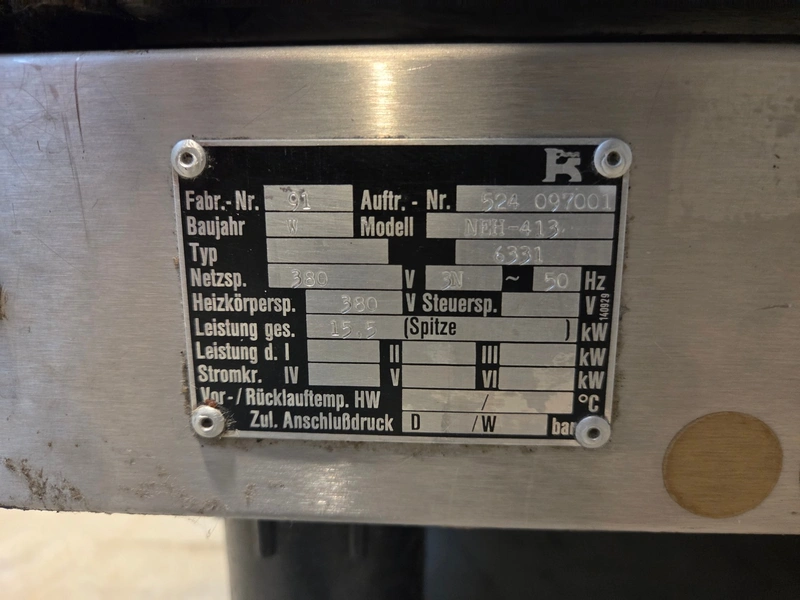 R
Fabr.-Nr. 91 Auftr.-Nr. 524 097001
Baujahr W Modell NEH-413
Typ 6331
Netzsp. 380 V 3N ~ 50 Hz
Heizkörpersp. 380 V Steuersp. V
Leistung ges. 15.5 (Spitze ) kW
Leistung d. I II III kW
Stromkr. IV V VI kW
Vor-/Rücklauftemp. HW / °C
Zul. Anschlußdruck D /W bar
140929